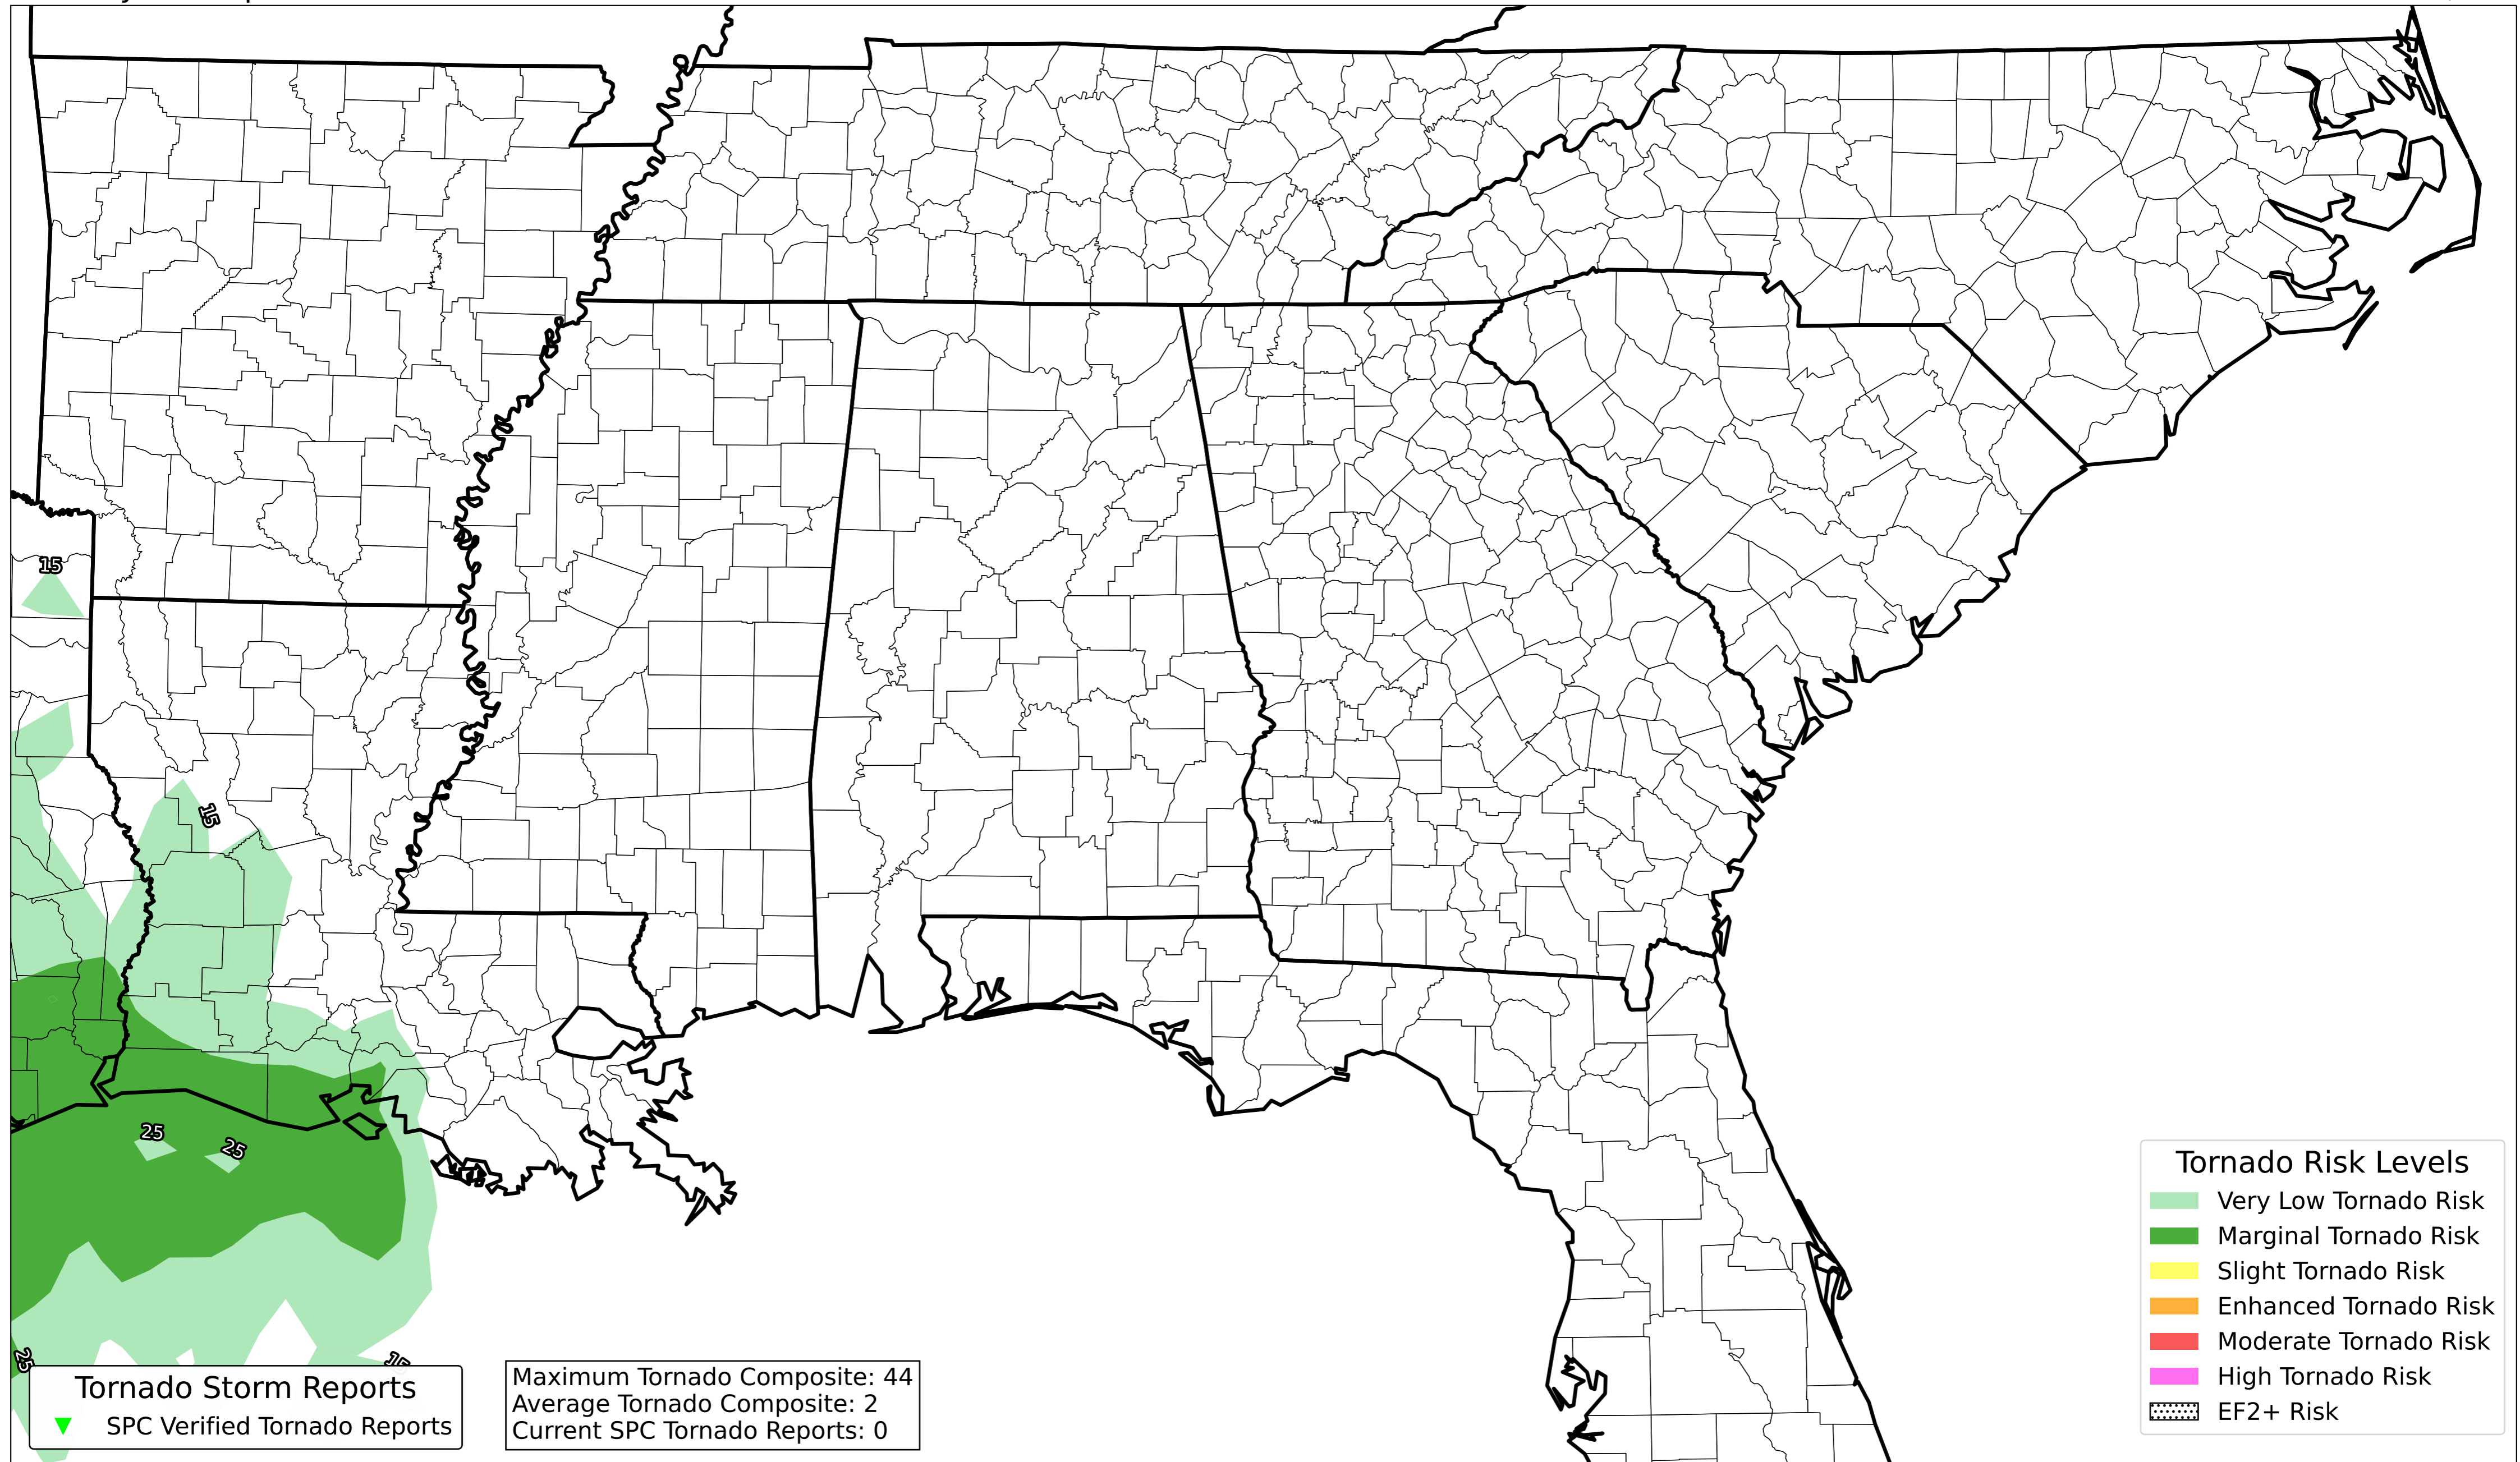 15
15
25
25
25
15
Tornado Storm Reports
SPC Verified Tornado Reports
Maximum Tornado Composite: 44
Average Tornado Composite: 2
Current SPC Tornado Reports: 0
Tornado Risk Levels
Very Low Tornado Risk
Marginal Tornado Risk
Slight Tornado Risk
Enhanced Tornado Risk
Moderate Tornado Risk
High Tornado Risk
EF2+ Risk